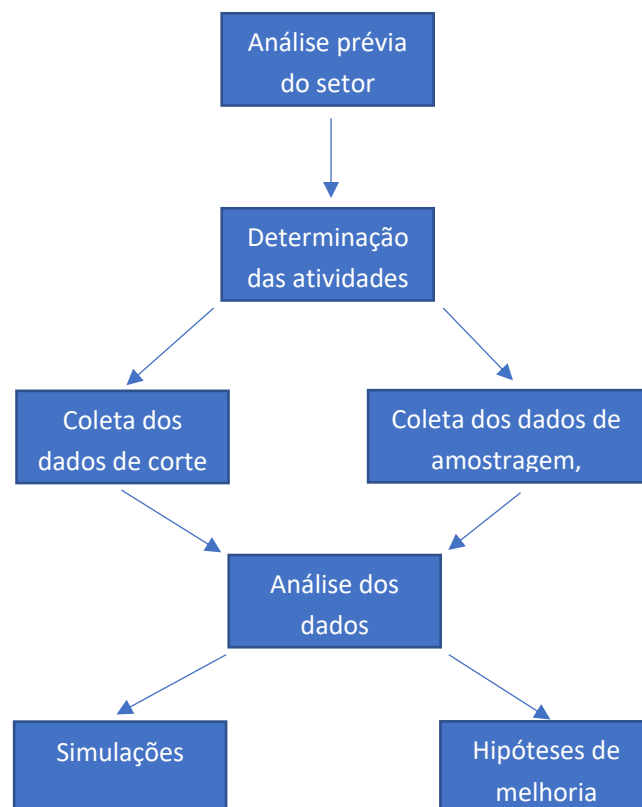 Análise prévia
do setor
Determinação
das atividades
Coleta dos
dados de corte
Coleta dos dados de
amostragem,
Análise dos
dados
Simulações
Hipóteses de
melhoria